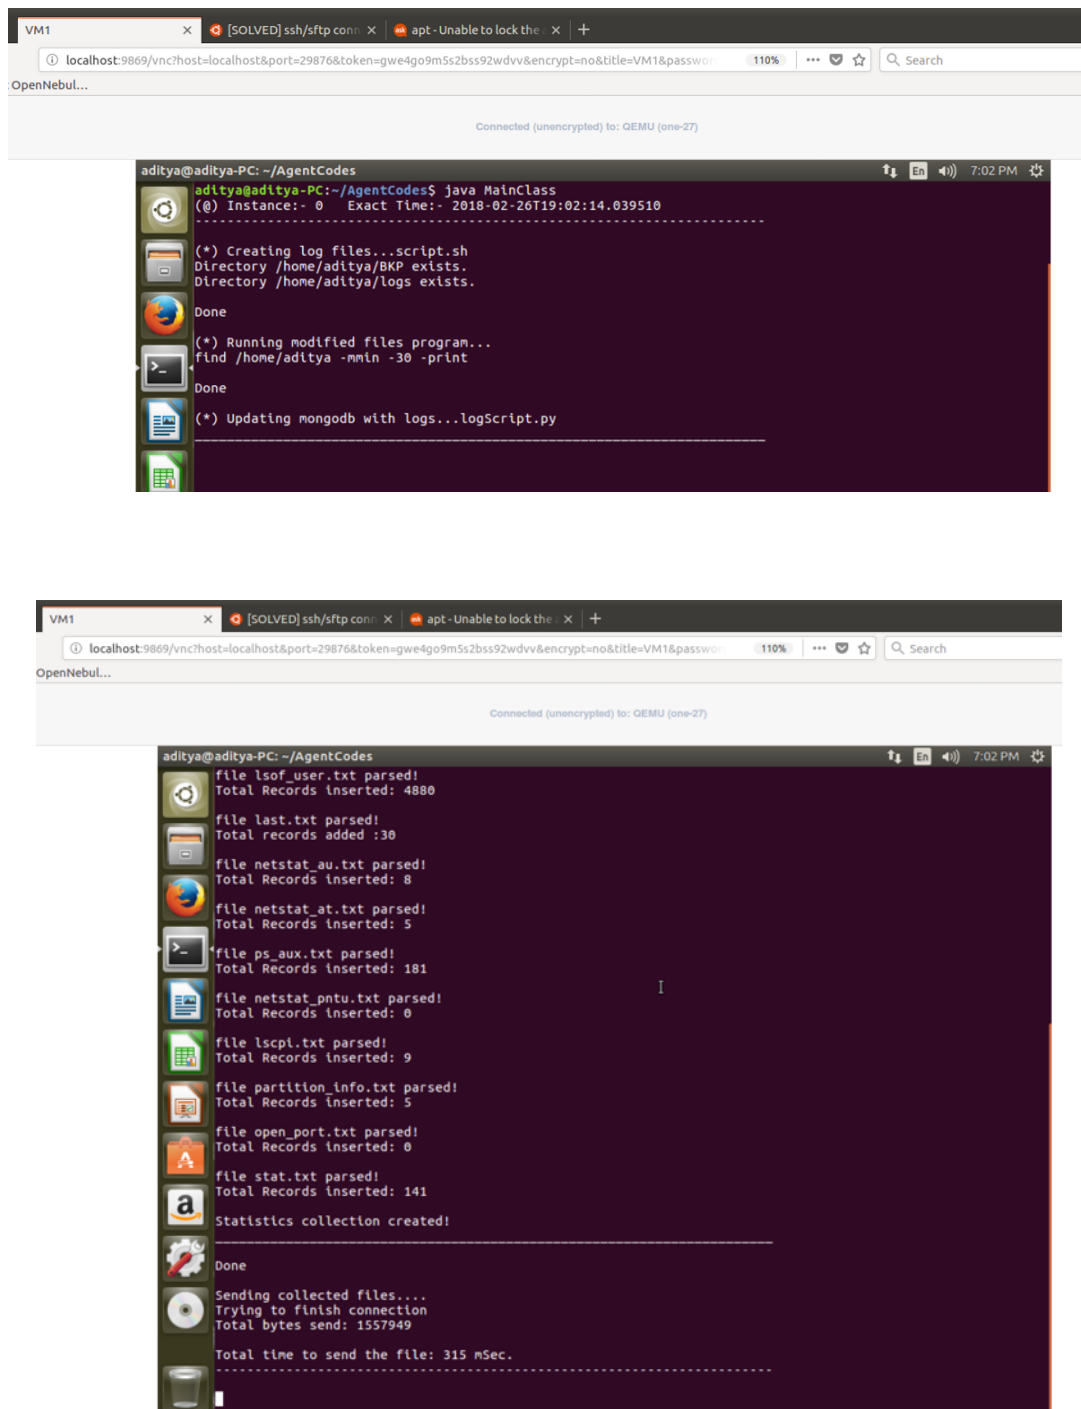 VM1 × [SOLVED] ssh/sftp conn × apt - Unable to lock the a × +
localhost:9869/vnc?host=localhost&port=29876&token=gwe4go9m5s2bss92wdvv&encrypt=no&title=VM1&passwor 110% ••• Search
: OpenNebul...
Connected (unencrypted) to: QEMU (one-27)
aditya@aditya-PC: ~/AgentCodes En 7:02 PM
aditya@aditya-PC:~/AgentCodes$ java MainClass
(@) Instance:- 0 Exact Time:- 2018-02-26T19:02:14.039510
-----------------------------------------------------------------------
(*) Creating log files...script.sh
Directory /home/aditya/BKP exists.
Directory /home/aditya/logs exists.
Done
(*) Running modified files program...
find /home/aditya -mmin -30 -print
Done
(*) Updating mongodb with logs...logScript.py
_______________________________________________________________________
VM1 × [SOLVED] ssh/sftp conn × apt - Unable to lock the a × +
localhost:9869/vnc?host=localhost&port=29876&token=gwe4go9m5s2bss92wdvv&encrypt=no&title=VM1&passwor 110% ••• Search
OpenNebul...
Connected (unencrypted) to: QEMU (one-27)
aditya@aditya-PC: ~/AgentCodes En 7:02 PM
file lsof_user.txt parsed!
Total Records inserted: 4880
file last.txt parsed!
Total records added :30
file netstat_au.txt parsed!
Total Records inserted: 8
file netstat_at.txt parsed!
Total Records inserted: 5
file ps_aux.txt parsed!
Total Records inserted: 181
file netstat_pntu.txt parsed!
Total Records inserted: 0
file lscpi.txt parsed!
Total Records inserted: 9
file partition_info.txt parsed!
Total Records inserted: 5
file open_port.txt parsed!
Total Records inserted: 0
file stat.txt parsed!
Total Records inserted: 141
Statistics collection created!
_______________________________________________________________________
Done
Sending collected files....
Trying to finish connection
Total bytes send: 1557949
Total time to send the file: 315 mSec.
-----------------------------------------------------------------------